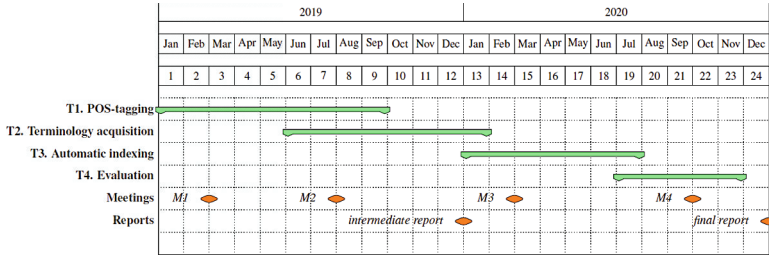 2019 2020
Jan Feb Mar Apr May Jun Jul Aug Sep Oct Nov Dec Jan Feb Mar Apr May Jun Jul Aug Sep Oct Nov Dec
1 2 3 4 5 6 7 8 9 10 11 12 13 14 15 16 17 18 19 20 21 22 23 24
T1. POS-tagging
T2. Terminology acquisition
T3. Automatic indexing
T4. Evaluation
Meetings M1 M2 M3 M4
Reports intermediate report final report